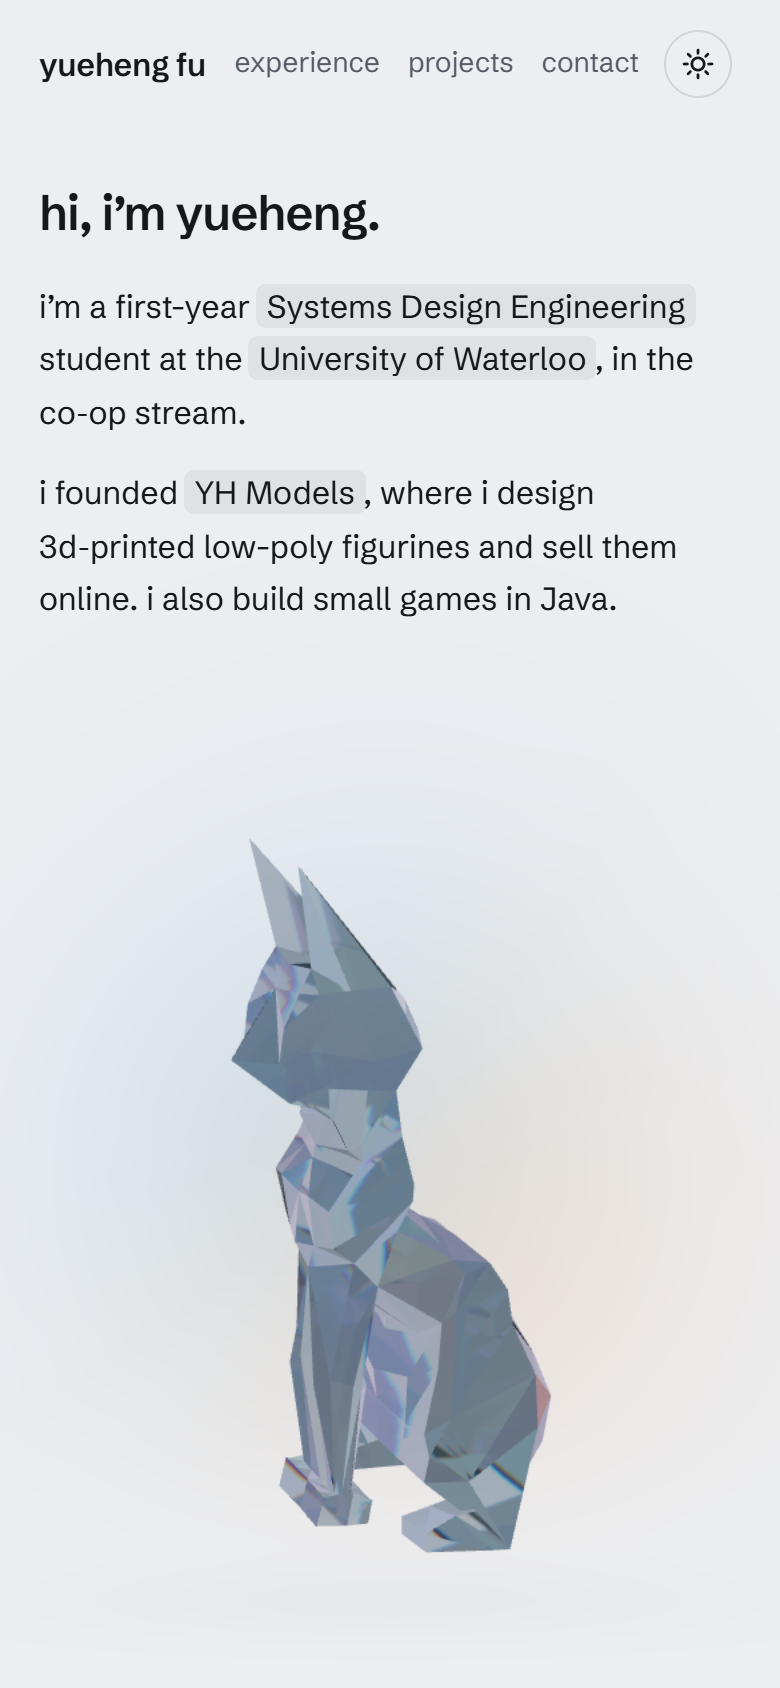 yueheng fu experience projects contact
hi, i’m yueheng.
i’m a first-year Systems Design Engineering
student at the University of Waterloo, in the
co-op stream.
i founded YH Models, where i design
3d-printed low-poly figurines and sell them
online. i also build small games in Java.